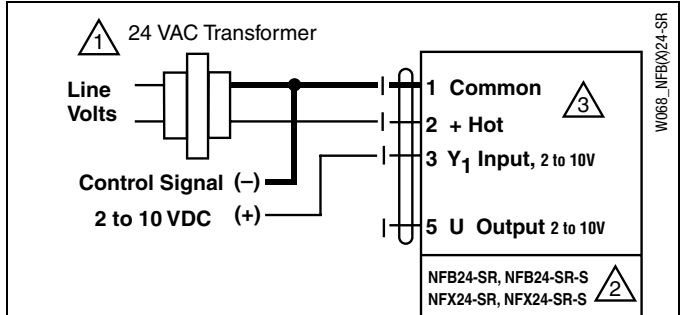 1 24 VAC Transformer
Line
Volts
1 Common
3
2 + Hot
3 Y1 Input, 2 to 10V
Control Signal (–)
2 to 10 VDC (+)
5 U Output 2 to 10V
NFB24-SR, NFB24-SR-S
NFX24-SR, NFX24-SR-S
2
W068_NFB(X)24-SR